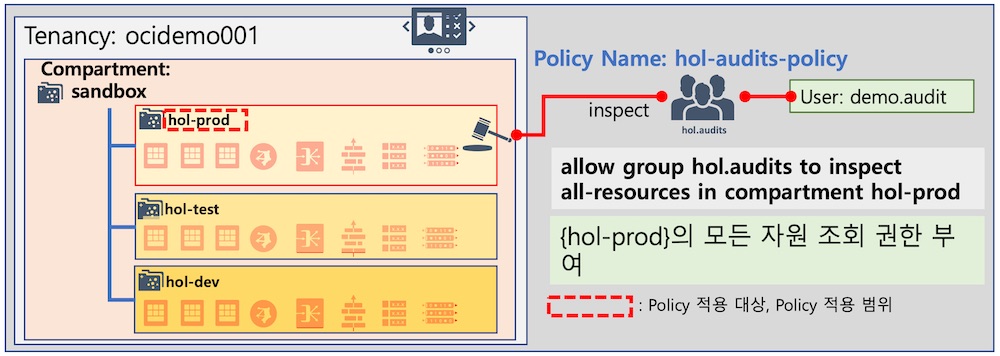 Tenancy: ocidemo001
Compartment:
sandbox
hol-prod
hol-test
hol-dev
Policy Name: hol-audits-policy
inspect
hol.audits
User: demo.audit
allow group hol.audits to inspect
all-resources in compartment hol-prod
{hol-prod}의 모든 자원 조회 권한 부
여
: Policy 적용 대상, Policy 적용 범위